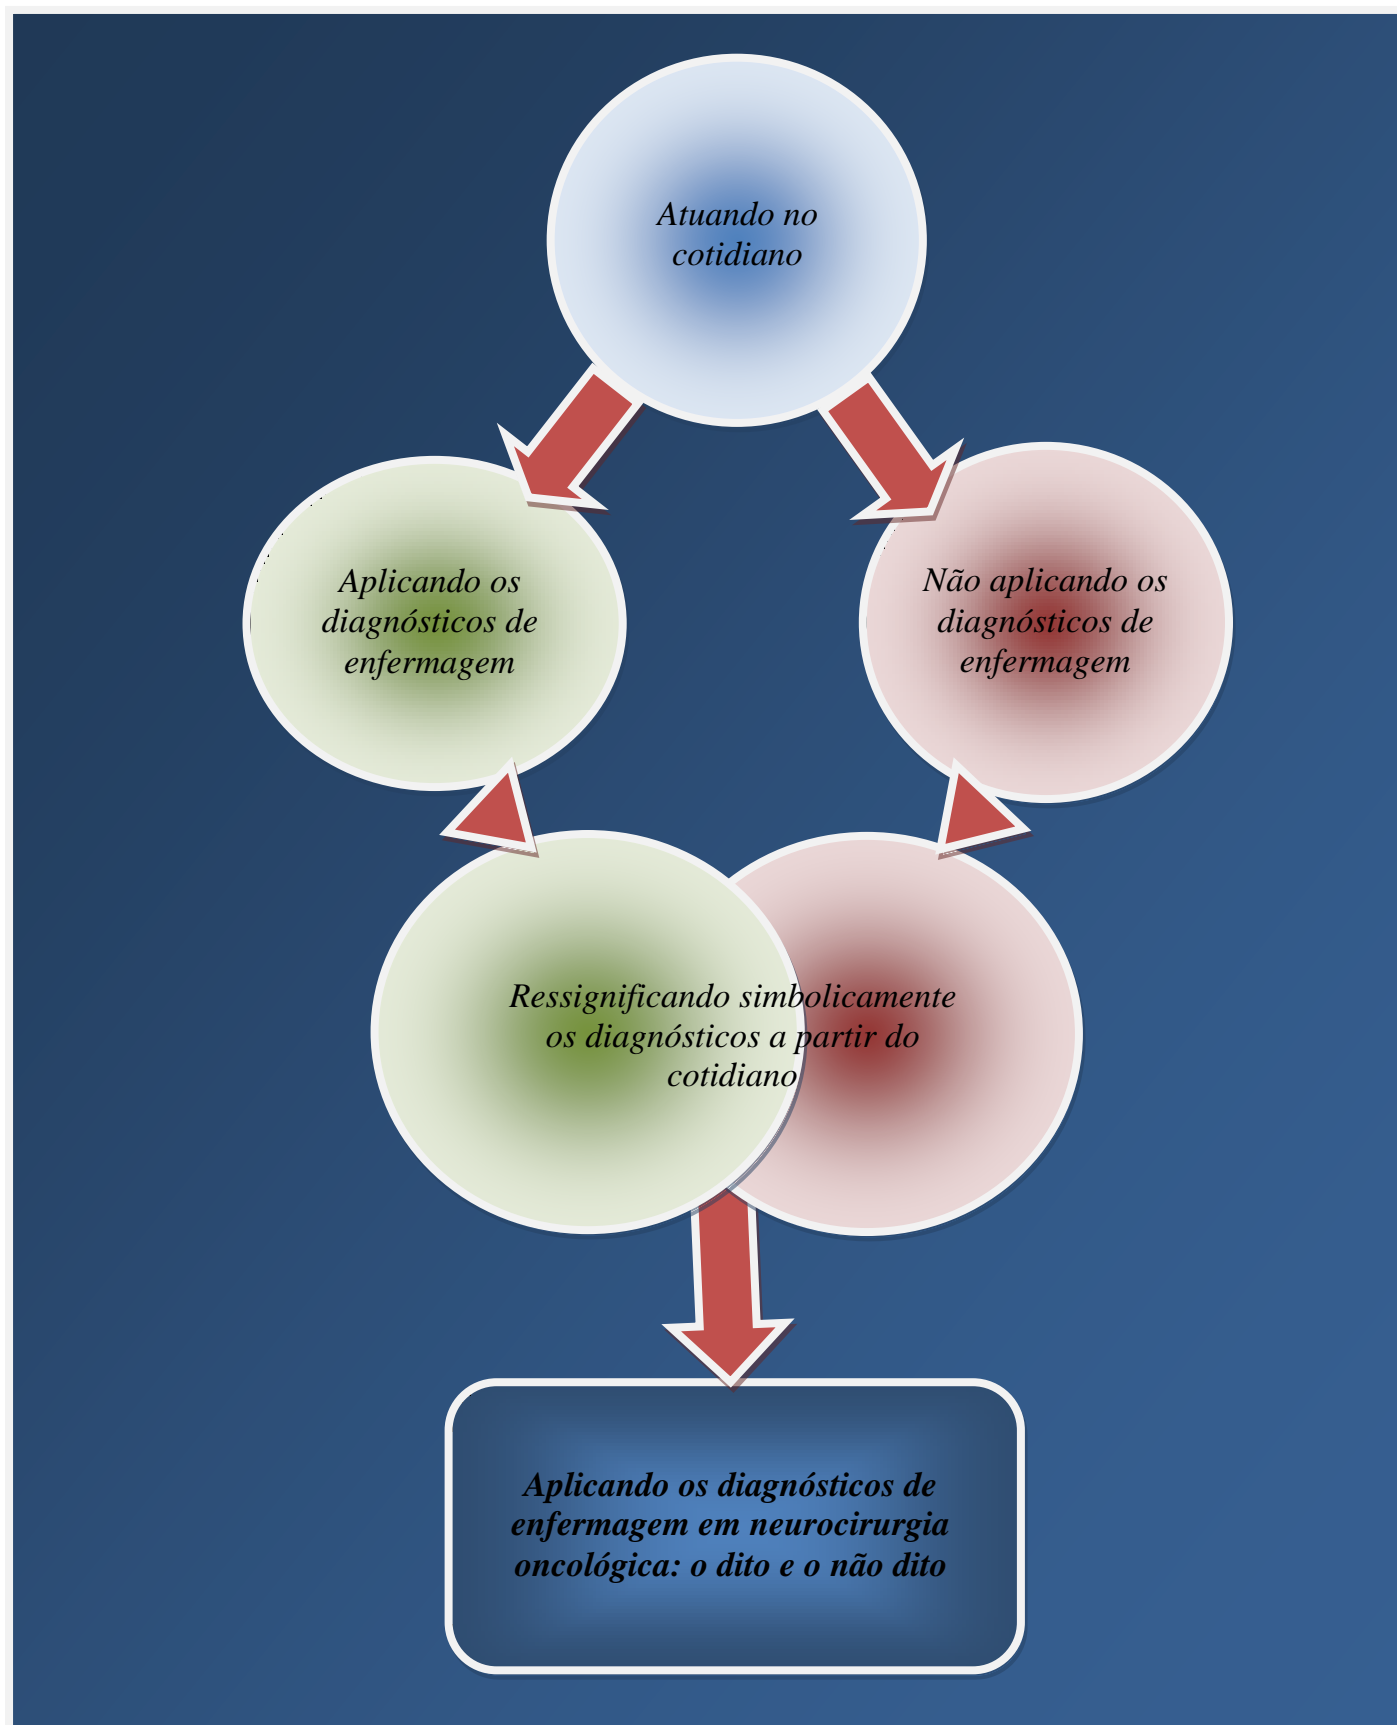 Atuando no
cotidiano
Aplicando os
diagnósticos de
enfermagem
Não aplicando os
diagnósticos de
enfermagem
Ressignificando simbolicamente
os diagnósticos a partir do
cotidiano
Aplicando os diagnósticos de
enfermagem em neurocirurgia
oncológica: o dito e o não dito